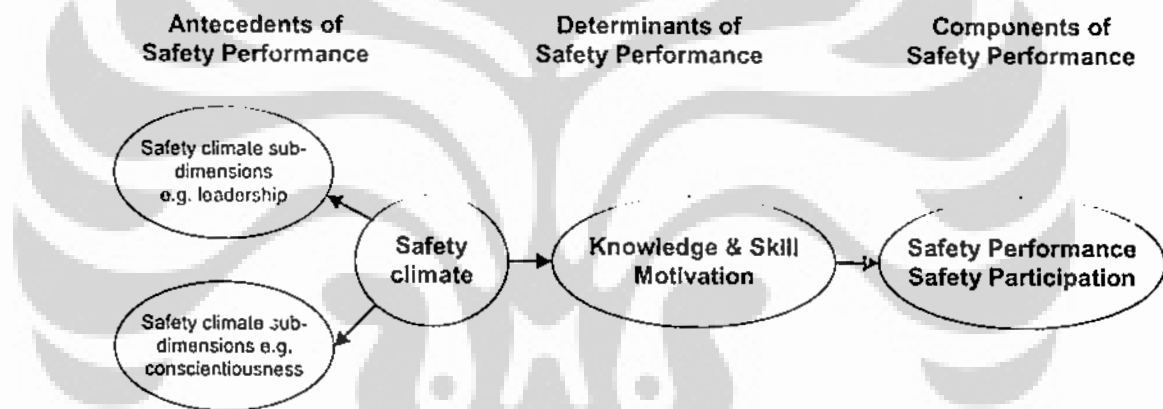 Antecedents of
Safety Performance
Determinants of
Safety Performance
Components of
Safety Performance
Safety climate sub-
dimensions
e.g. leadership
Safety climate sub-
dimensions e.g.
conscientiousness
Safety
climate
Knowledge & Skill
Motivation
Safety Performance
Safety Participation